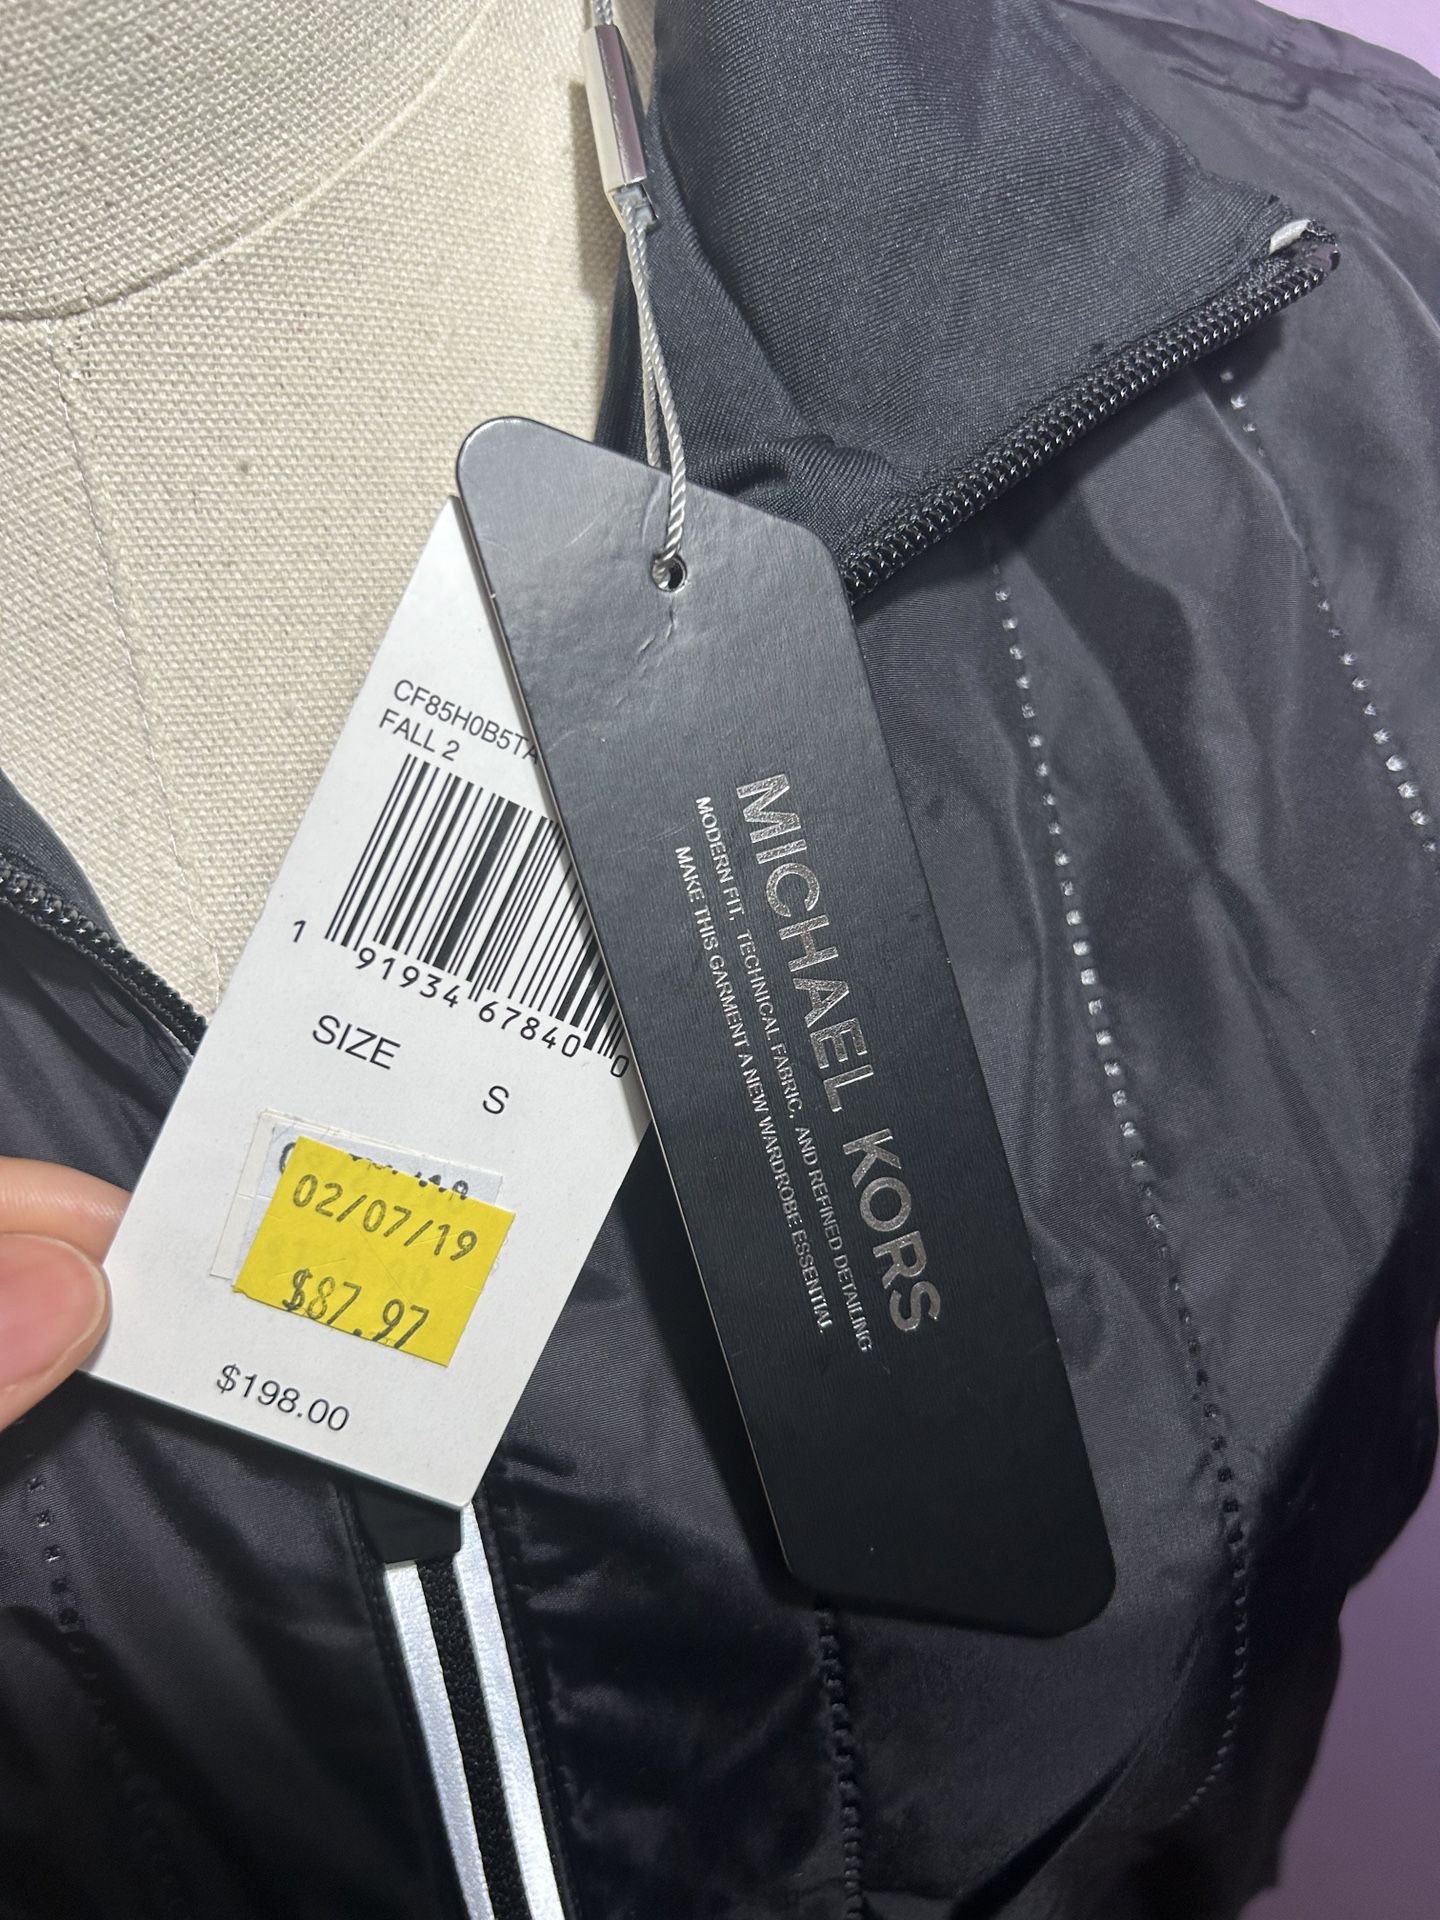 CF85H0B5TA
FALL 2
1 91934 67840 0
SIZE
S
02/07/19
$87.97
$198.00
MICHAEL KORS
MODERN FIT, TECHNICAL FABRIC, AND REFINED DETAILING
MAKE THIS GARMENT A NEW WARDROBE ESSENTIAL